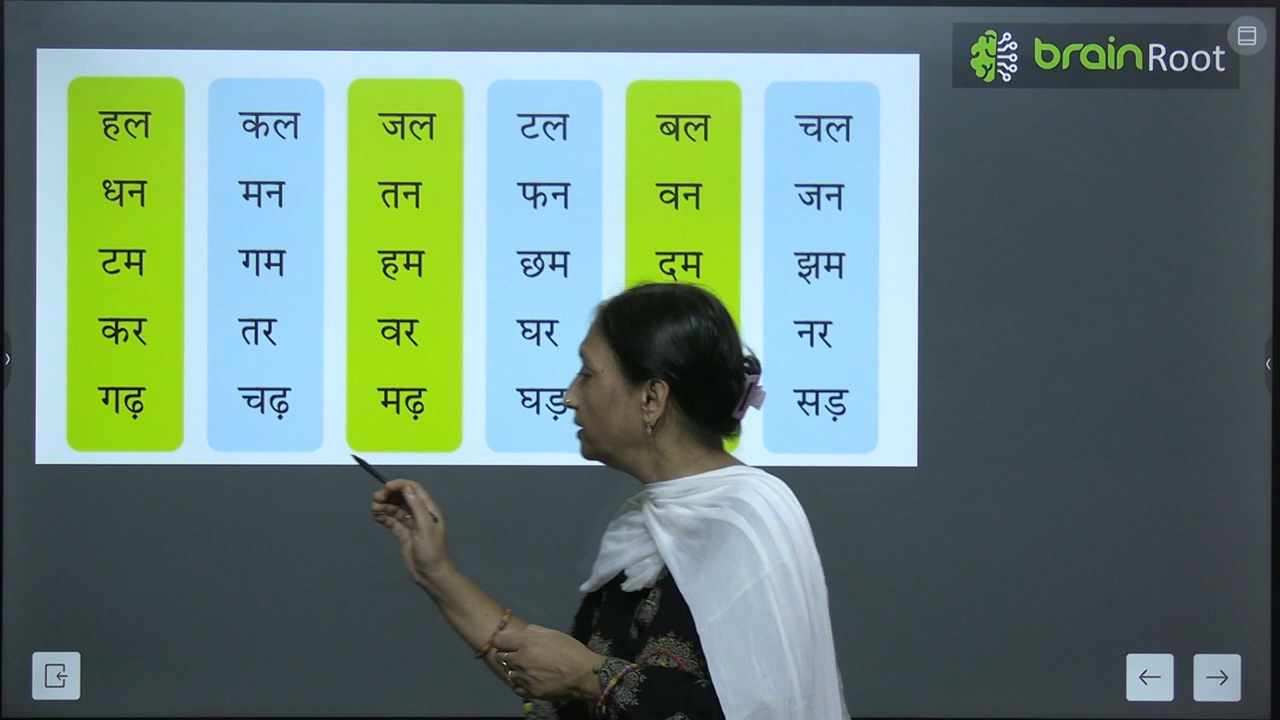 brainRoot
हल कल जल टल बल चल
धन मन तन फन वन जन
टम गम हम छम दम झम
कर तर वर घर नर
गढ़ चढ़ मढ़ घड़ सड़